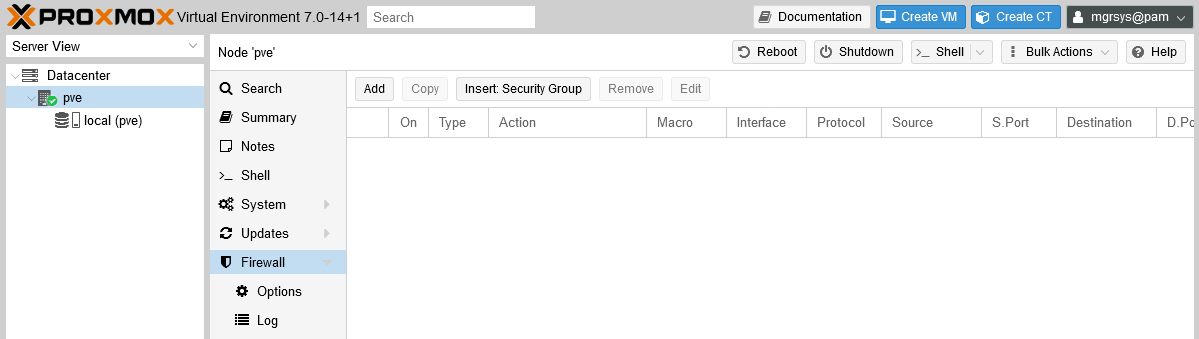 PROXMOX Virtual Environment 7.0-14+1 Search Documentation Create VM Create CT mgrsys@pam
Server View
Datacenter
pve
local (pve)
Node 'pve' Reboot Shutdown >_ Shell Bulk Actions Help
Search
Summary
Notes
>_ Shell
System
Updates
Firewall
Options
Log
Add Copy Insert: Security Group Remove Edit
On Type Action Macro Interface Protocol Source S.Port Destination